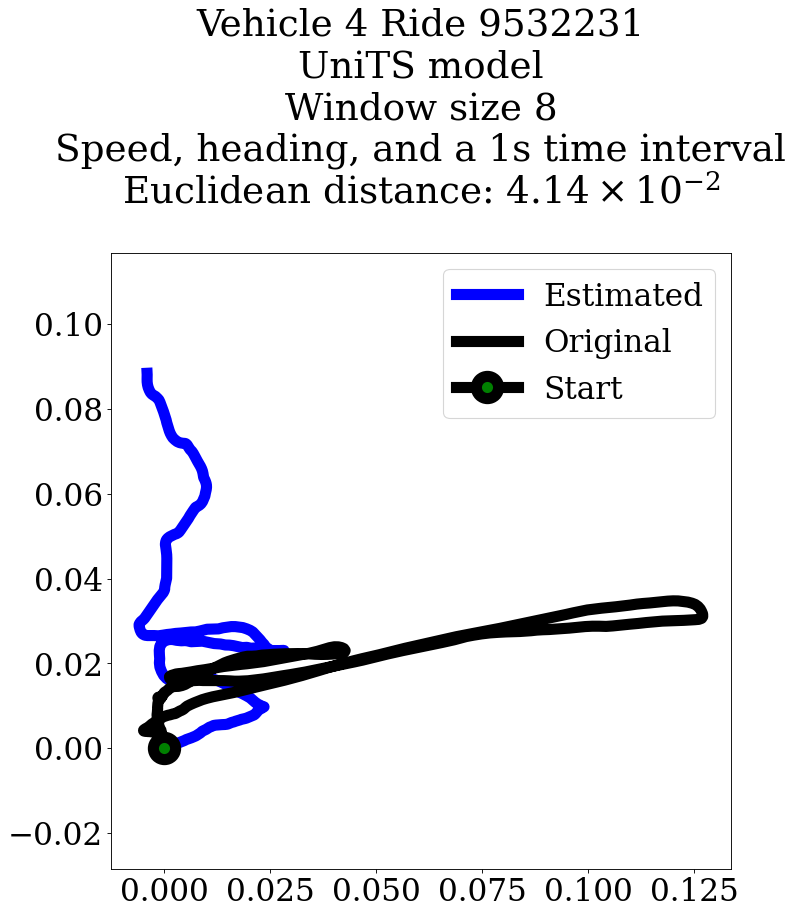 Vehicle 4 Ride 9532231
UniTS model
Window size 8
Speed, heading, and a 1s time interval
Euclidean distance: 4.14 × 10⁻²
Estimated
Original
Start
0.10
0.08
0.06
0.04
0.02
0.00
−0.02
0.000 0.025 0.050 0.075 0.100 0.125